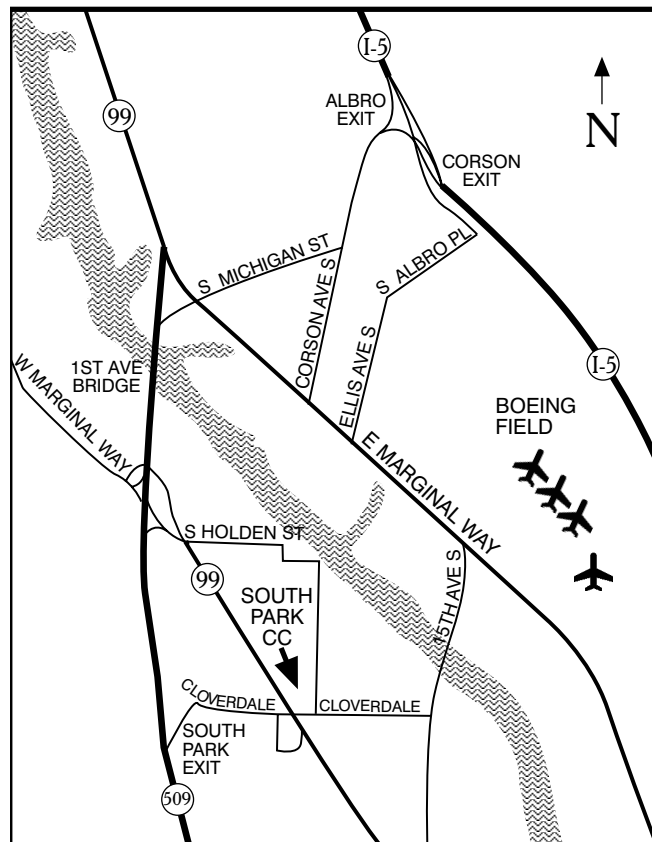 I-5
99
ALBRO
EXIT
N
CORSON
EXIT
S MICHIGAN ST
S ALBRO PL
CORSON AVE S
ELLIS AVE S
1ST AVE
BRIDGE
W MARGINAL WAY
I-5
BOEING
FIELD
E MARGINAL WAY
S HOLDEN ST
99
SOUTH
PARK
CC
15TH AVE S
CLOVERDALE
CLOVERDALE
SOUTH
PARK
EXIT
509